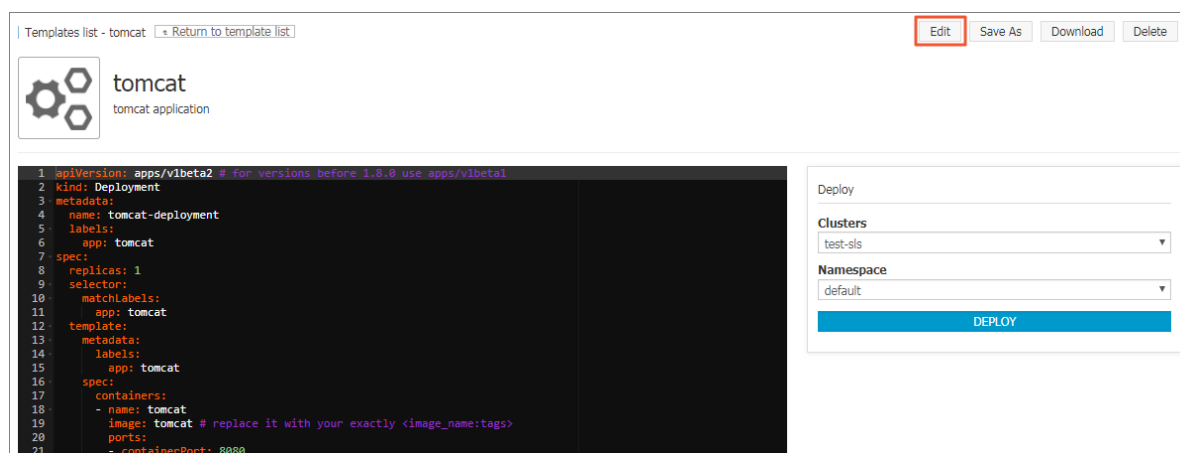 Templates list - tomcat Return to template list Edit Save As Download Delete
tomcat
tomcat application
1 apiVersion: apps/v1beta2 # for versions before 1.8.0 use apps/v1beta1
2 kind: Deployment
3 metadata:
4 name: tomcat-deployment
5 labels:
6 app: tomcat
7 spec:
8 replicas: 1
9 selector:
10 matchLabels:
11 app: tomcat
12 template:
13 metadata:
14 labels:
15 app: tomcat
16 spec:
17 containers:
18 - name: tomcat
19 image: tomcat # replace it with your exactly <image_name:tags>
20 ports:
21 - containerPort: 8080
Deploy
Clusters
test-sls
Namespace
default
DEPLOY